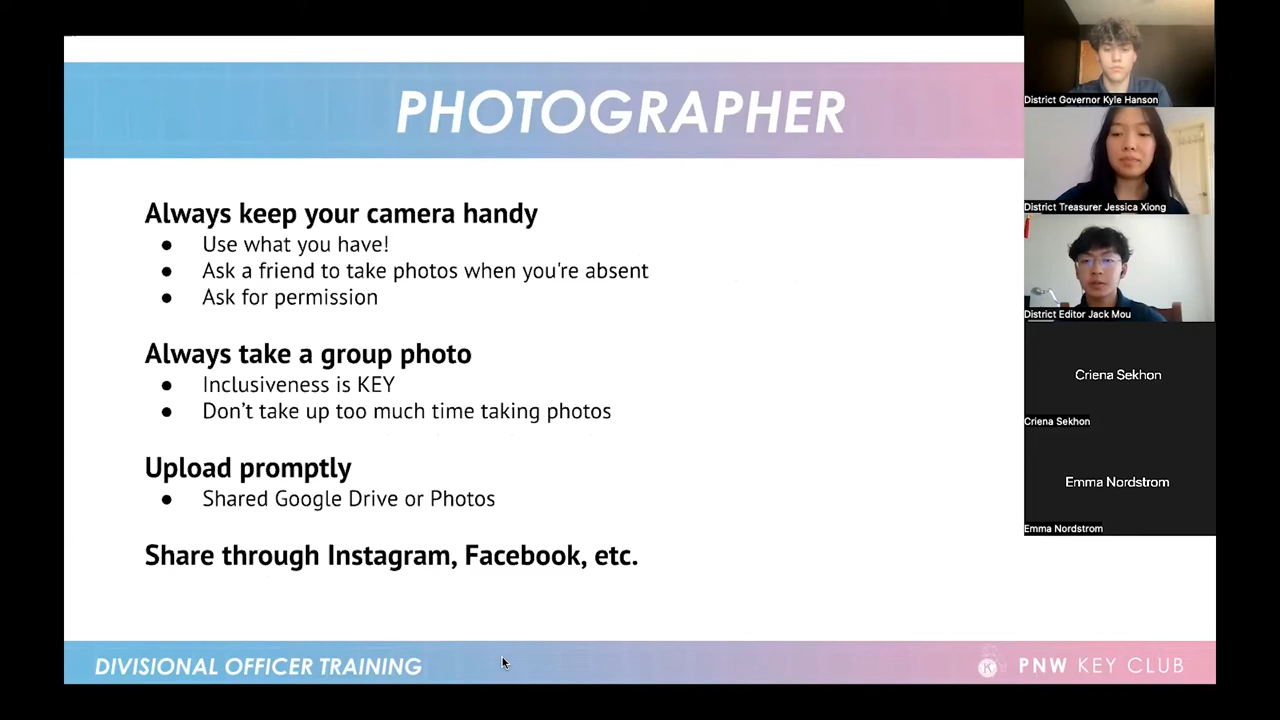 PHOTOGRAPHER
Always keep your camera handy
● Use what you have!
● Ask a friend to take photos when you're absent
● Ask for permission
Always take a group photo
● Inclusiveness is KEY
● Don’t take up too much time taking photos
Upload promptly
● Shared Google Drive or Photos
Share through Instagram, Facebook, etc.
DIVISIONAL OFFICER TRAINING
K
PNW KEY CLUB
District Governor Kyle Hanson
District Treasurer Jessica Xiong
District Editor Jack Mou
Criena Sekhon
Criena Sekhon
Emma Nordstrom
Emma Nordstrom